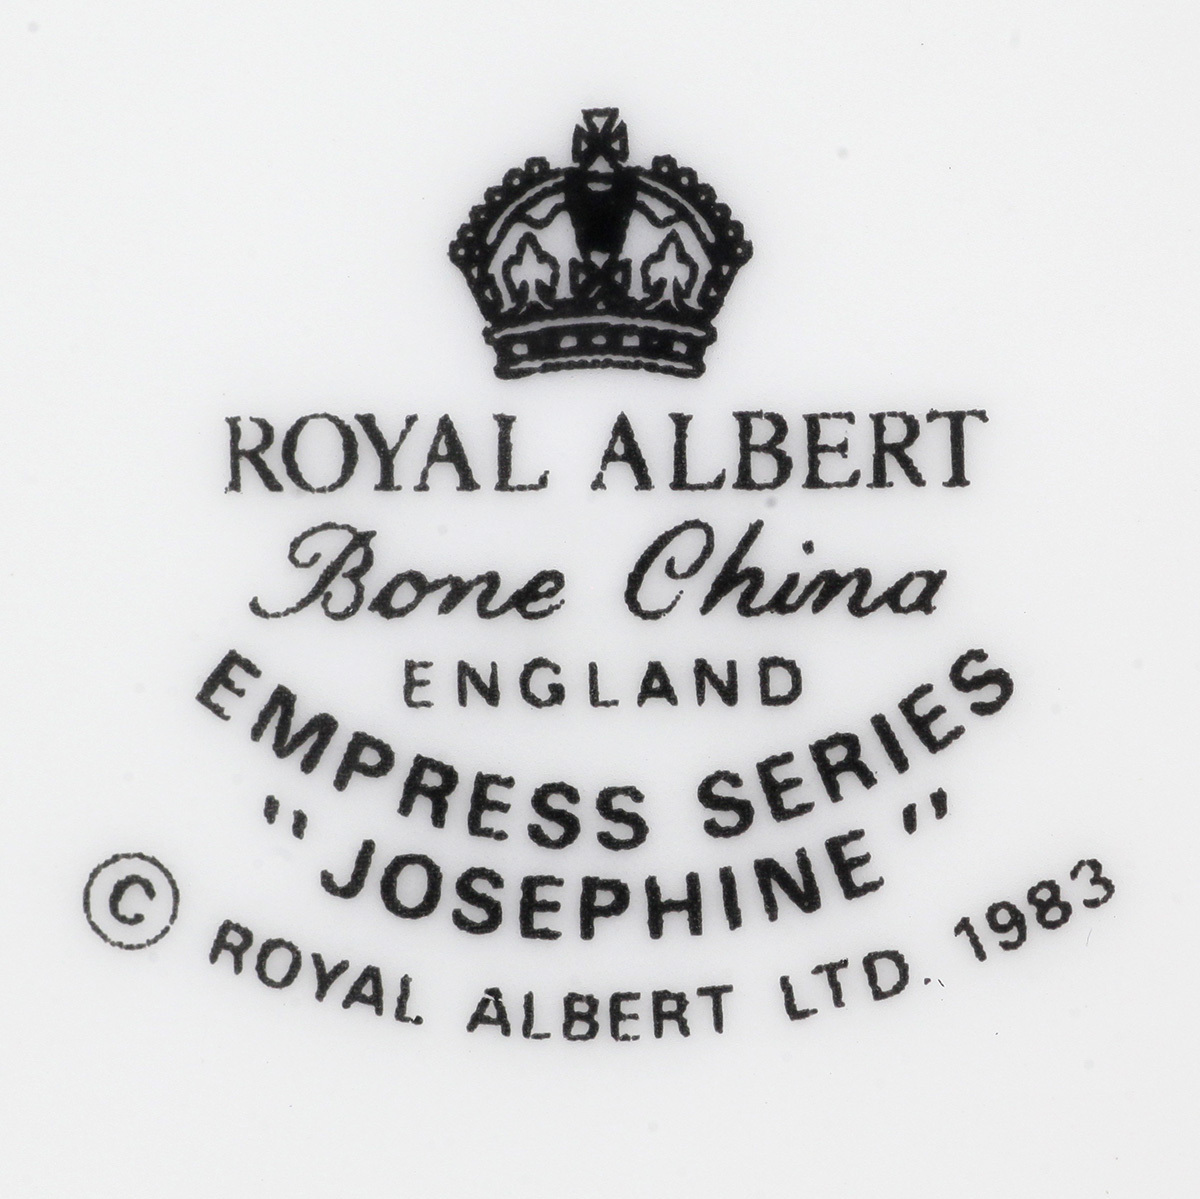 ROYAL ALBERT
Bone China
ENGLAND
EMPRESS SERIES
"JOSEPHINE"
© ROYAL ALBERT LTD. 1983